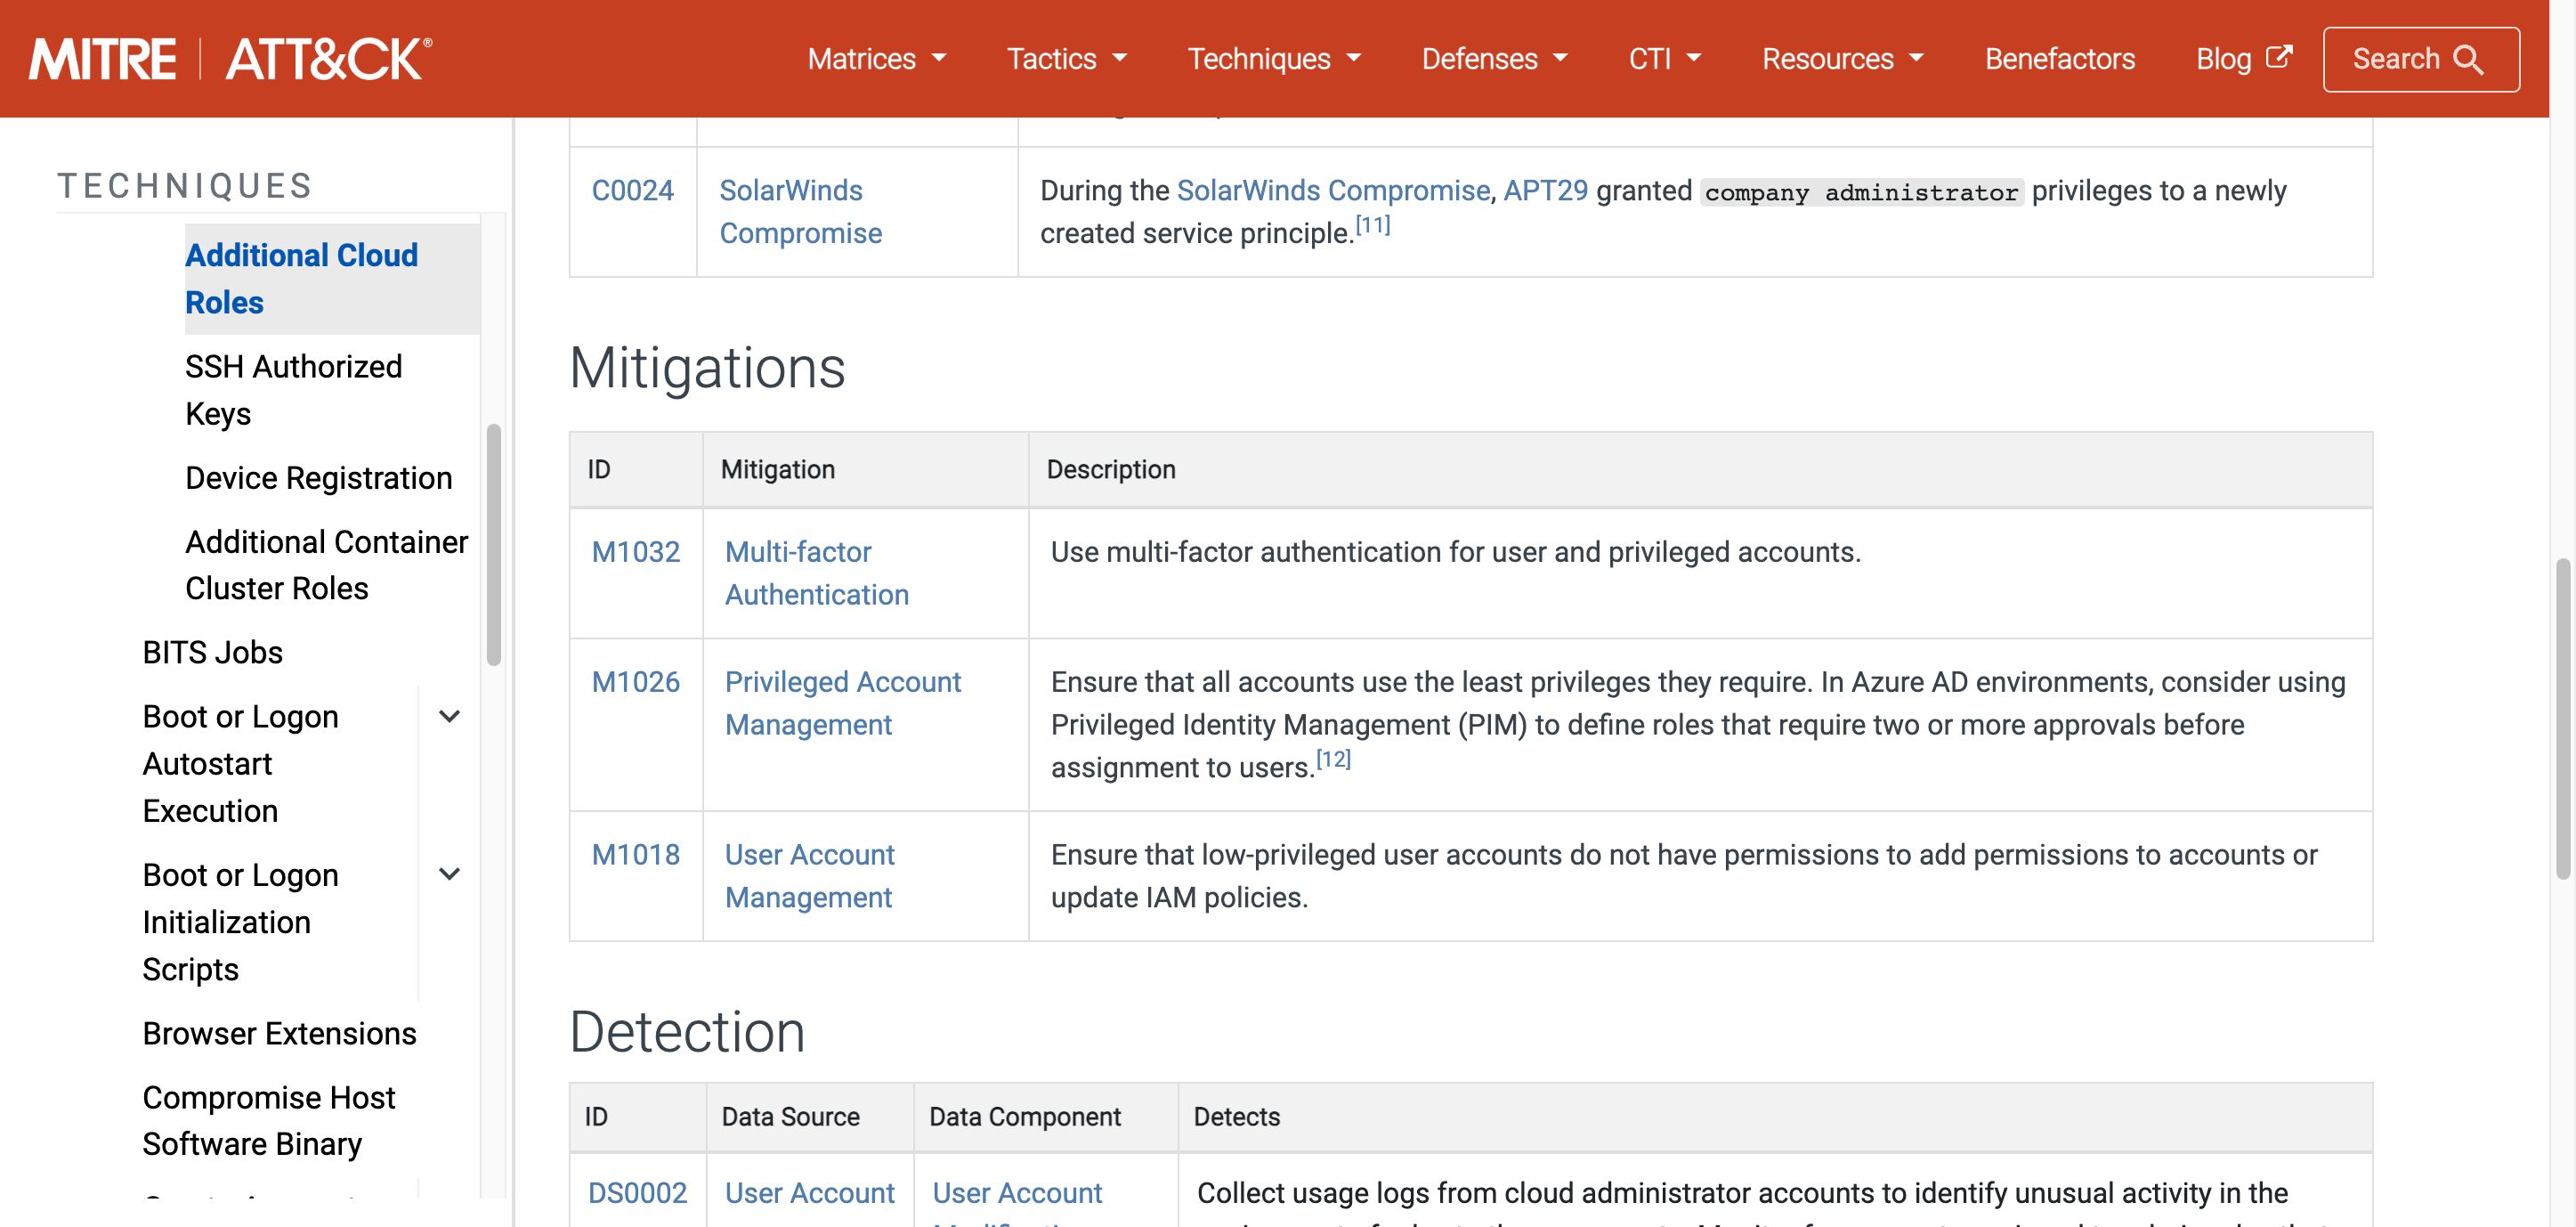 MITRE | ATT&CK®
Matrices
Tactics
Techniques
Defenses
CTI
Resources
Benefactors
Blog
Search
TECHNIQUES
Additional Cloud
Roles
SSH Authorized
Keys
Device Registration
Additional Container
Cluster Roles
BITS Jobs
Boot or Logon
Autostart
Execution
Boot or Logon
Initialization
Scripts
Browser Extensions
Compromise Host
Software Binary
C0024
SolarWinds
Compromise
During the SolarWinds Compromise, APT29 granted company administrator privileges to a newly
created service principle.[11]
Mitigations
ID
Mitigation
Description
M1032
Multi-factor
Authentication
Use multi-factor authentication for user and privileged accounts.
M1026
Privileged Account
Management
Ensure that all accounts use the least privileges they require. In Azure AD environments, consider using
Privileged Identity Management (PIM) to define roles that require two or more approvals before
assignment to users.[12]
M1018
User Account
Management
Ensure that low-privileged user accounts do not have permissions to add permissions to accounts or
update IAM policies.
Detection
ID
Data Source
Data Component
Detects
DS0002
User Account
User Account
Collect usage logs from cloud administrator accounts to identify unusual activity in the